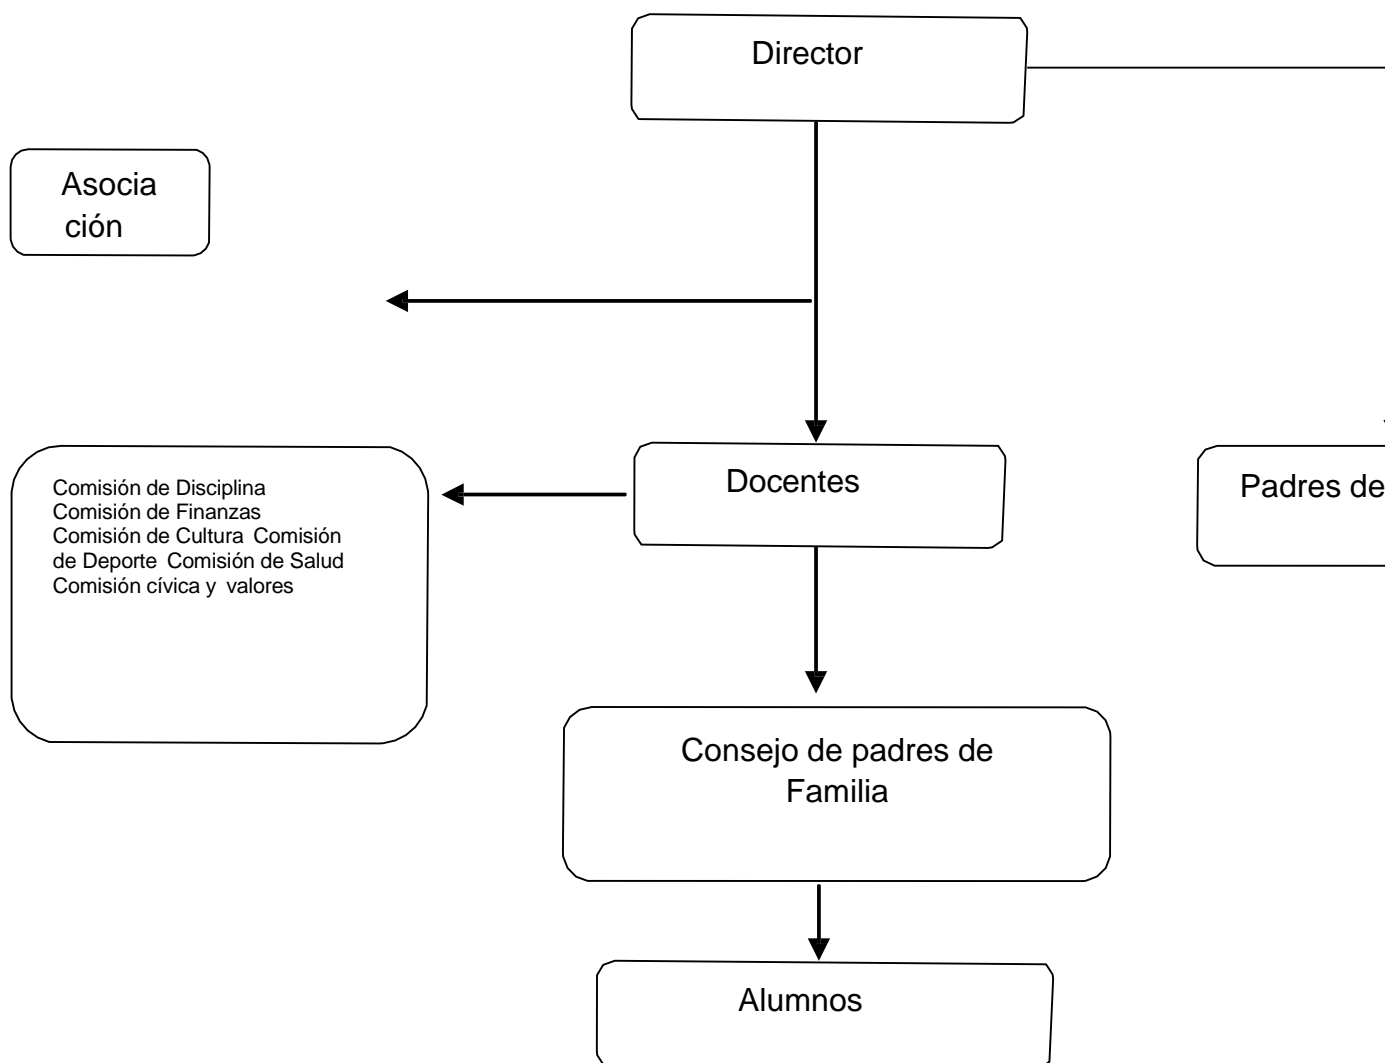 Director
Asocia
ción
Comisión de Disciplina
Comisión de Finanzas
Comisión de Cultura Comisión
de Deporte Comisión de Salud
Comisión cívica y valores
Docentes
Padres de
Consejo de padres de
Familia
Alumnos